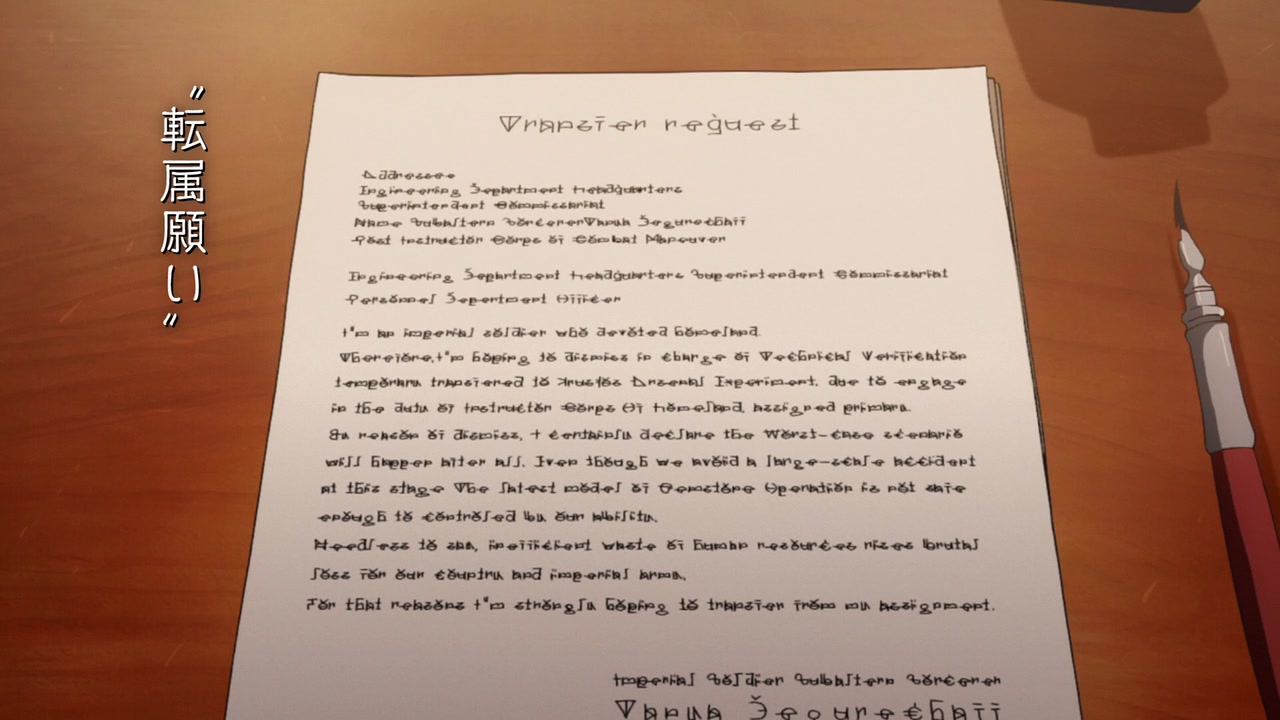 〝転属願い〟
Transfer request
Addressee
Engineering Department Headquarters
Superintendent Commissariat
Name Subaltern Sorcerer Tanya Degurechaff
Post Instructor Corps of Combat Maneuver
Engineering Department Headquarters Superintendent Commissariat
Personnel Department Officer
I'm an imperial soldier who devoted homeland.
Therefore, I'm hoping to dismiss in charge of Technical Verification
temporary transfered to Arsenal Experiment, due to engage
in the duty of Instructor Corps Of Homeland, assigned primary.
By reason of dismiss, I certainly declare the worst-case scenario
will happen after all. Even though we avoid a large-scale accident
at this stage The latest model of Gemstone Operation is not safe
enough to controled by our ability.
Needless to say, inefficient waste of human resources rises brutal
loss for our country and imperial army.
For that reasons I'm strongly hoping to transfer from my assignment.
Imperial Soldier Subaltern Sorcerer
Tanya Degurechaff